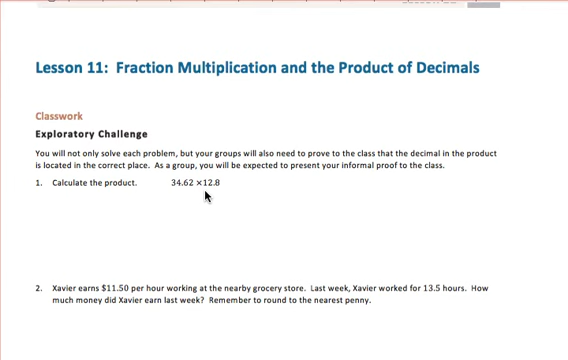 Lesson 11: Fraction Multiplication and the Product of Decimals
Classwork
Exploratory Challenge
You will not only solve each problem, but your groups will also need to prove to the class that the decimal in the product
is located in the correct place. As a group, you will be expected to present your informal proof to the class.
1. Calculate the product. 34.62 ×12.8
2. Xavier earns $11.50 per hour working at the nearby grocery store. Last week, Xavier worked for 13.5 hours. How
much money did Xavier earn last week? Remember to round to the nearest penny.